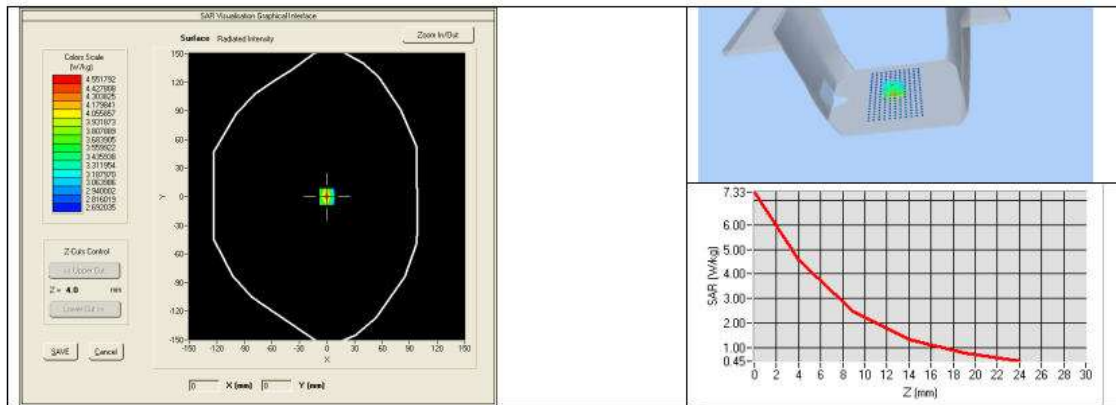 SAR Visualisation Graphical Interface
Surface Radiated Intensity
Zoom In/Out
Colors Scale
(W/kg)
4.551792
4.427808
4.303825
4.179841
4.055857
3.931873
3.807889
3.683905
3.559922
3.435938
3.311954
3.187970
3.063986
2.940002
2.816019
2.692035
Z-Cuts Control
<< Upper Cut
Z = 4.0 mm
Lower Cut >>
SAVE Cancel
150
120
90
60
30
0
-30
-60
-90
-120
-150
Y
-150 -120 -90 -60 -30 0 30 60 90 120 150
X
0 X (mm) 0 Y (mm)
7.33
6.00
5.00
4.00
3.00
2.00
1.00
0.45
SAR (W/kg)
0 2 4 6 8 10 12 14 16 18 20 22 24 26 30
Z (mm)